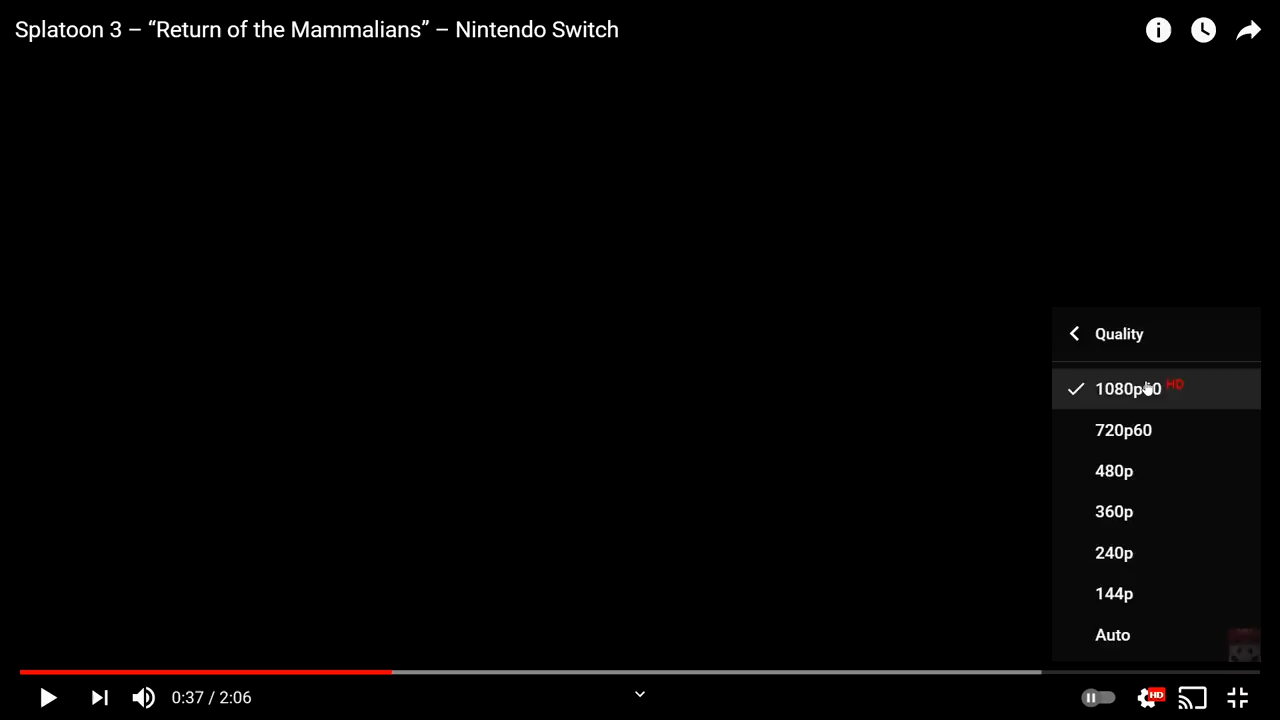 Splatoon 3 – “Return of the Mammalians” – Nintendo Switch
Quality
1080p60 HD
720p60
480p
360p
240p
144p
Auto
0:37 / 2:06
HD